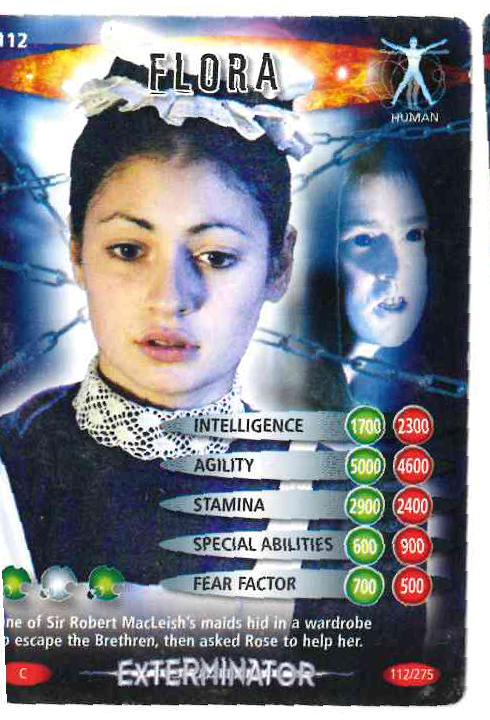 112
FLORA
HUMAN
INTELLIGENCE 1700 2300
AGILITY 5000 4600
STAMINA 2900 2400
SPECIAL ABILITIES 600 900
FEAR FACTOR 700 500
ne of Sir Robert MacLeish's maids hid in a wardrobe
o escape the Brethren, then asked Rose to help her.
C EXTERMINATOR 112/275